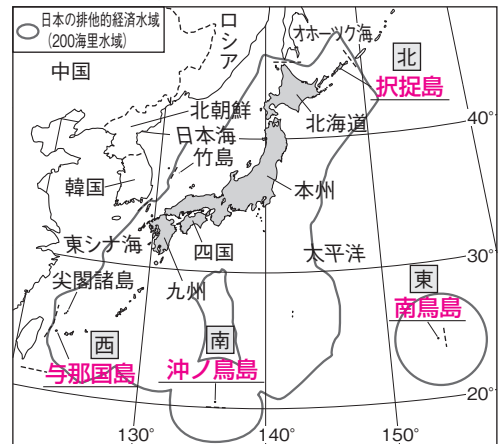 日本の排他的経済水域
(200海里水域)
ロシア
オホーツク海
中国
北
択捉島
北朝鮮
北海道
40°
日本海
竹島
韓国
本州
東シナ海
四国
太平洋
30°
尖閣諸島
九州
東
南鳥島
西
南
与那国島
沖ノ鳥島
20°
130°
140°
150°